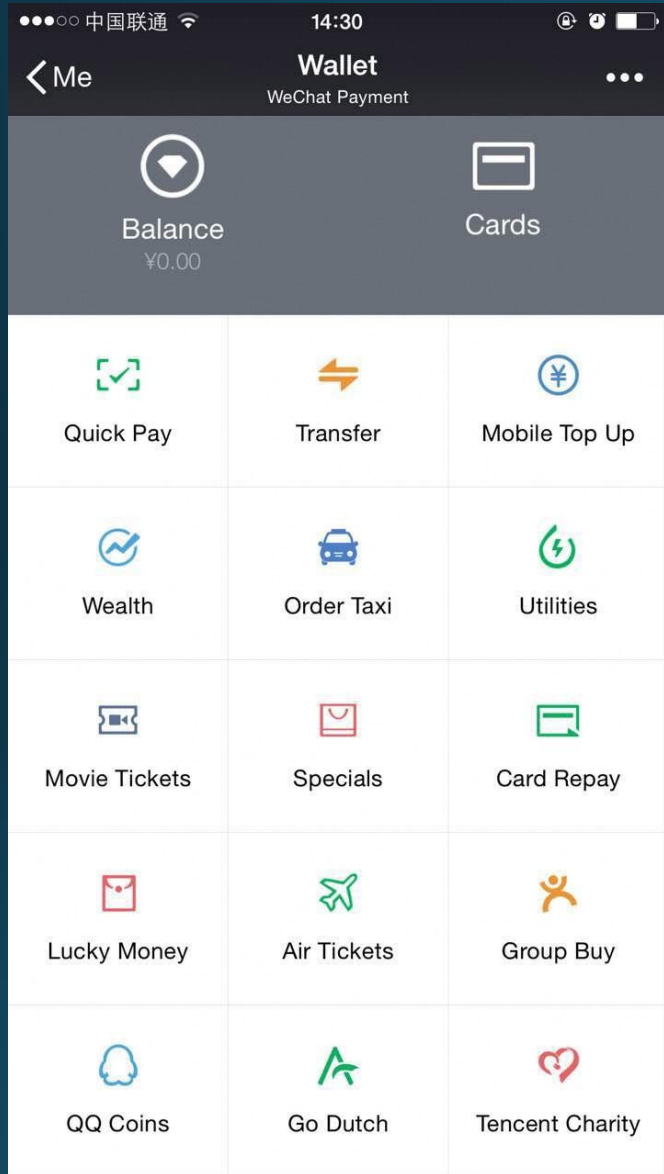 中国联通 14:30
Me
Wallet
WeChat Payment
Balance
¥0.00
Cards
Quick Pay
Transfer
Mobile Top Up
Wealth
Order Taxi
Utilities
Movie Tickets
Specials
Card Repay
Lucky Money
Air Tickets
Group Buy
QQ Coins
Go Dutch
Tencent Charity